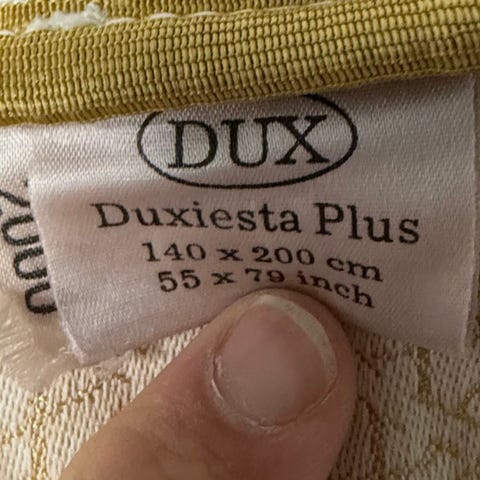 DUX
Duxiesta Plus
140 x 200 cm
55 x 79 inch